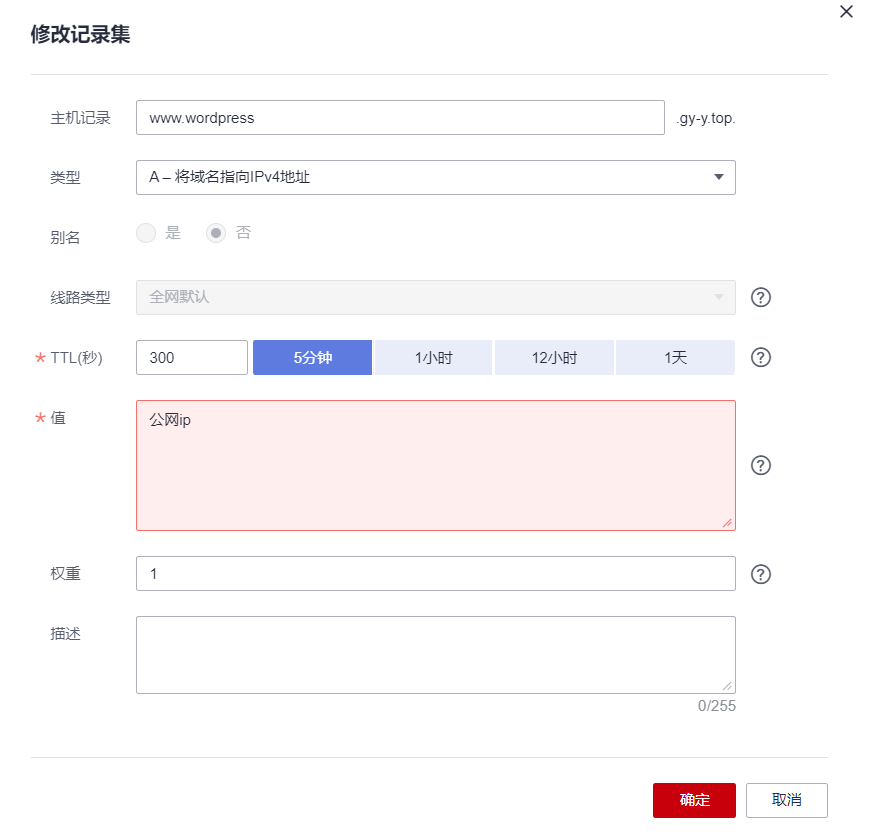 修改记录集
主机记录 www.wordpress .gy-y.top.
类型 A – 将域名指向IPv4地址
别名 是 否
线路类型 全网默认 ?
* TTL(秒) 300 5分钟 1小时 12小时 1天 ?
* 值 公网ip ?
权重 1 ?
描述
0/255
确定 取消